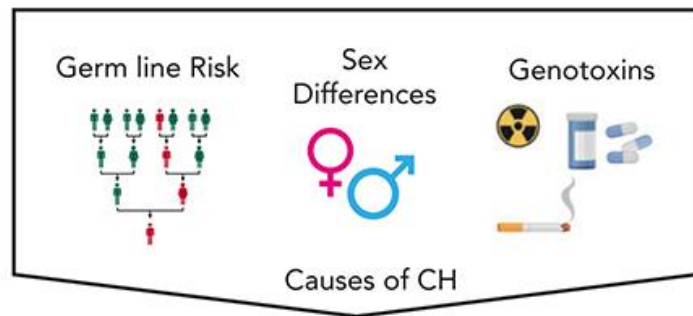 Germ line Risk
Sex
Differences
Genotoxins
Causes of CH